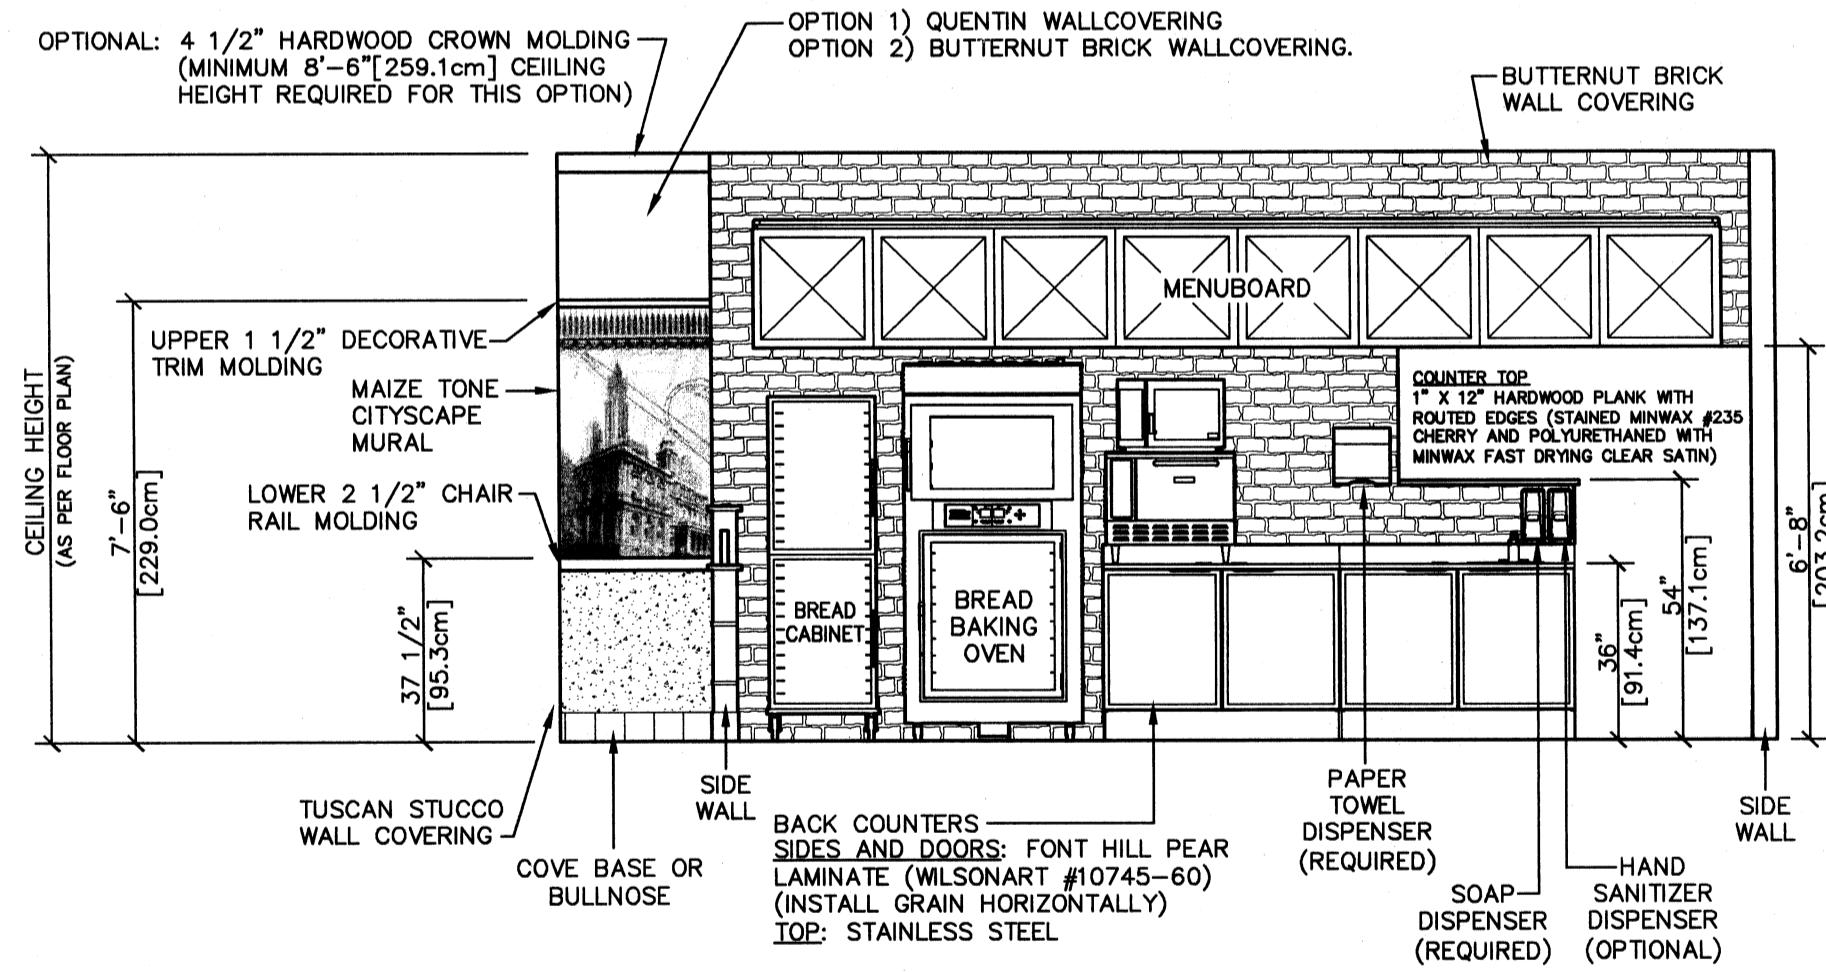 OPTIONAL: 4 1/2" HARDWOOD CROWN MOLDING
(MINIMUM 8'-6"[259.1cm] CEIILING
HEIGHT REQUIRED FOR THIS OPTION)
OPTION 1) QUENTIN WALLCOVERING
OPTION 2) BUTTERNUT BRICK WALLCOVERING.
BUTTERNUT BRICK
WALL COVERING
MENUBOARD
UPPER 1 1/2" DECORATIVE
TRIM MOLDING
MAIZE TONE
CITYSCAPE
MURAL
LOWER 2 1/2" CHAIR
RAIL MOLDING
CEILING HEIGHT
(AS PER FLOOR PLAN)
7'-6"
[229.0cm]
37 1/2"
[95.3cm]
COUNTER TOP
1" X 12" HARDWOOD PLANK WITH
ROUTED EDGES (STAINED MINWAX #235
CHERRY AND POLYURETHANED WITH
MINWAX FAST DRYING CLEAR SATIN)
BREAD
CABINET
BREAD
BAKING
OVEN
36"
[91.4cm]
54"
[137.1cm]
6'-8"
[203.2cm]
TUSCAN STUCCO
WALL COVERING
COVE BASE OR
BULLNOSE
SIDE
WALL
BACK COUNTERS
SIDES AND DOORS: FONT HILL PEAR
LAMINATE (WILSONART #10745-60)
(INSTALL GRAIN HORIZONTALLY)
TOP: STAINLESS STEEL
PAPER
TOWEL
DISPENSER
(REQUIRED)
SOAP
DISPENSER
(REQUIRED)
HAND
SANITIZER
DISPENSER
(OPTIONAL)
SIDE
WALL